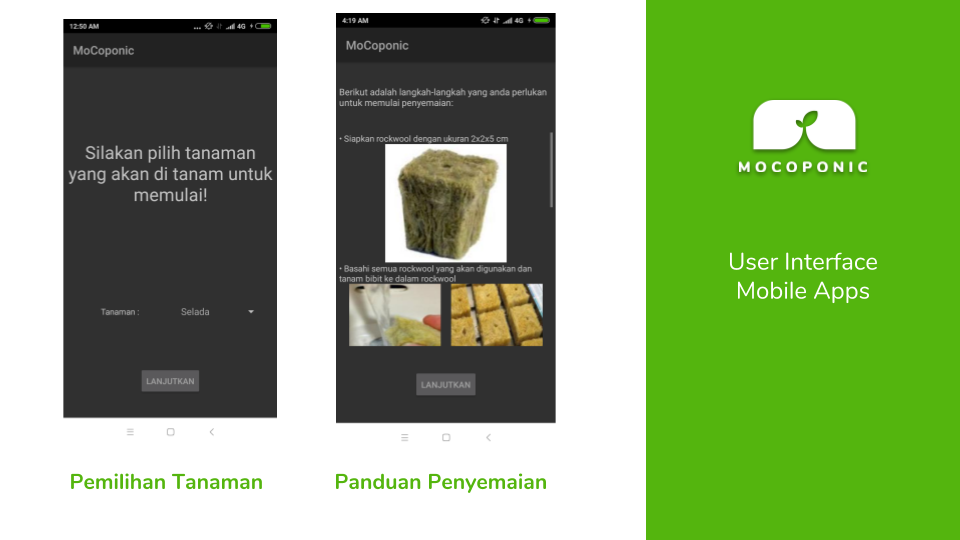 12:50 AM
4G
MoCoponic
Silakan pilih tanaman
yang akan di tanam untuk
memulai!
Tanaman :
Selada
LANJUTKAN
Pemilihan Tanaman
4:19 AM
4G
MoCoponic
Berikut adalah langkah-langkah yang anda perlukan
untuk memulai penyemaian:
• Siapkan rockwool dengan ukuran 2x2x5 cm
• Basahi semua rockwool yang akan digunakan dan
tanam bibit ke dalam rockwool
LANJUTKAN
Panduan Penyemaian
MOCOPONIC
User Interface
Mobile Apps